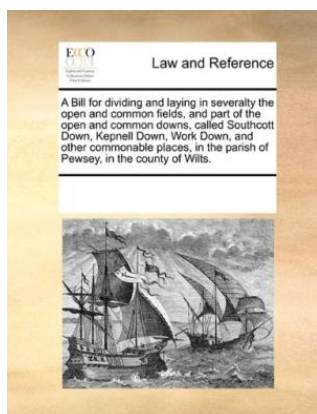 ECCO
Law and Reference
A Bill for dividing and laying in severalty the
open and common fields, and part of the
open and common downs, called Southcott
Down, Kepnell Down, Work Down, and
other commonable places, in the parish of
Pewsey, in the county of Wilts.